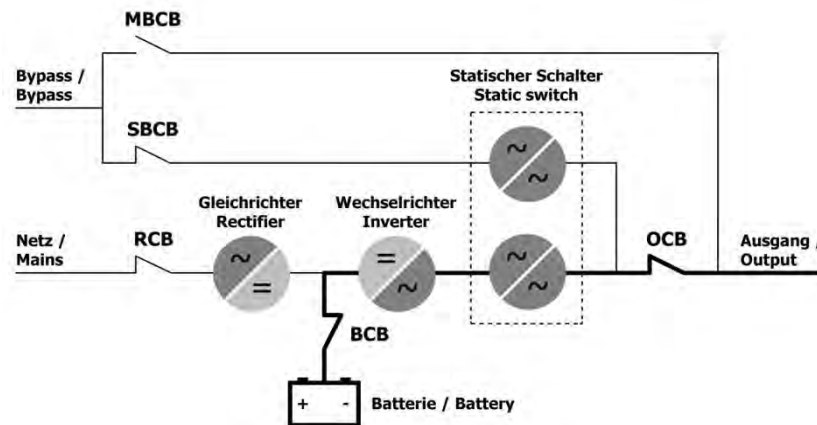 MBCB
Bypass /
Bypass
Statischer Schalter
Static switch
SBCB
~
~
Gleichrichter
Rectifier
Wechselrichter
Inverter
Netz /
Mains
RCB
~
=
=
~
~
~
OCB
Ausgang /
Output
BCB
+ -
Batterie / Battery